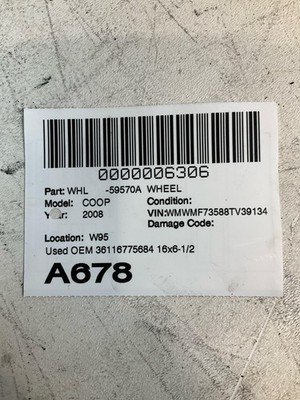 0000006306
Part: WHL -59570A WHEEL
Model: COOP Condition:
Year: 2008 VIN:WMWMF73588TV39134
Damage Code:
Location: W95
Used OEM 36116775684 16x6-1/2
A678